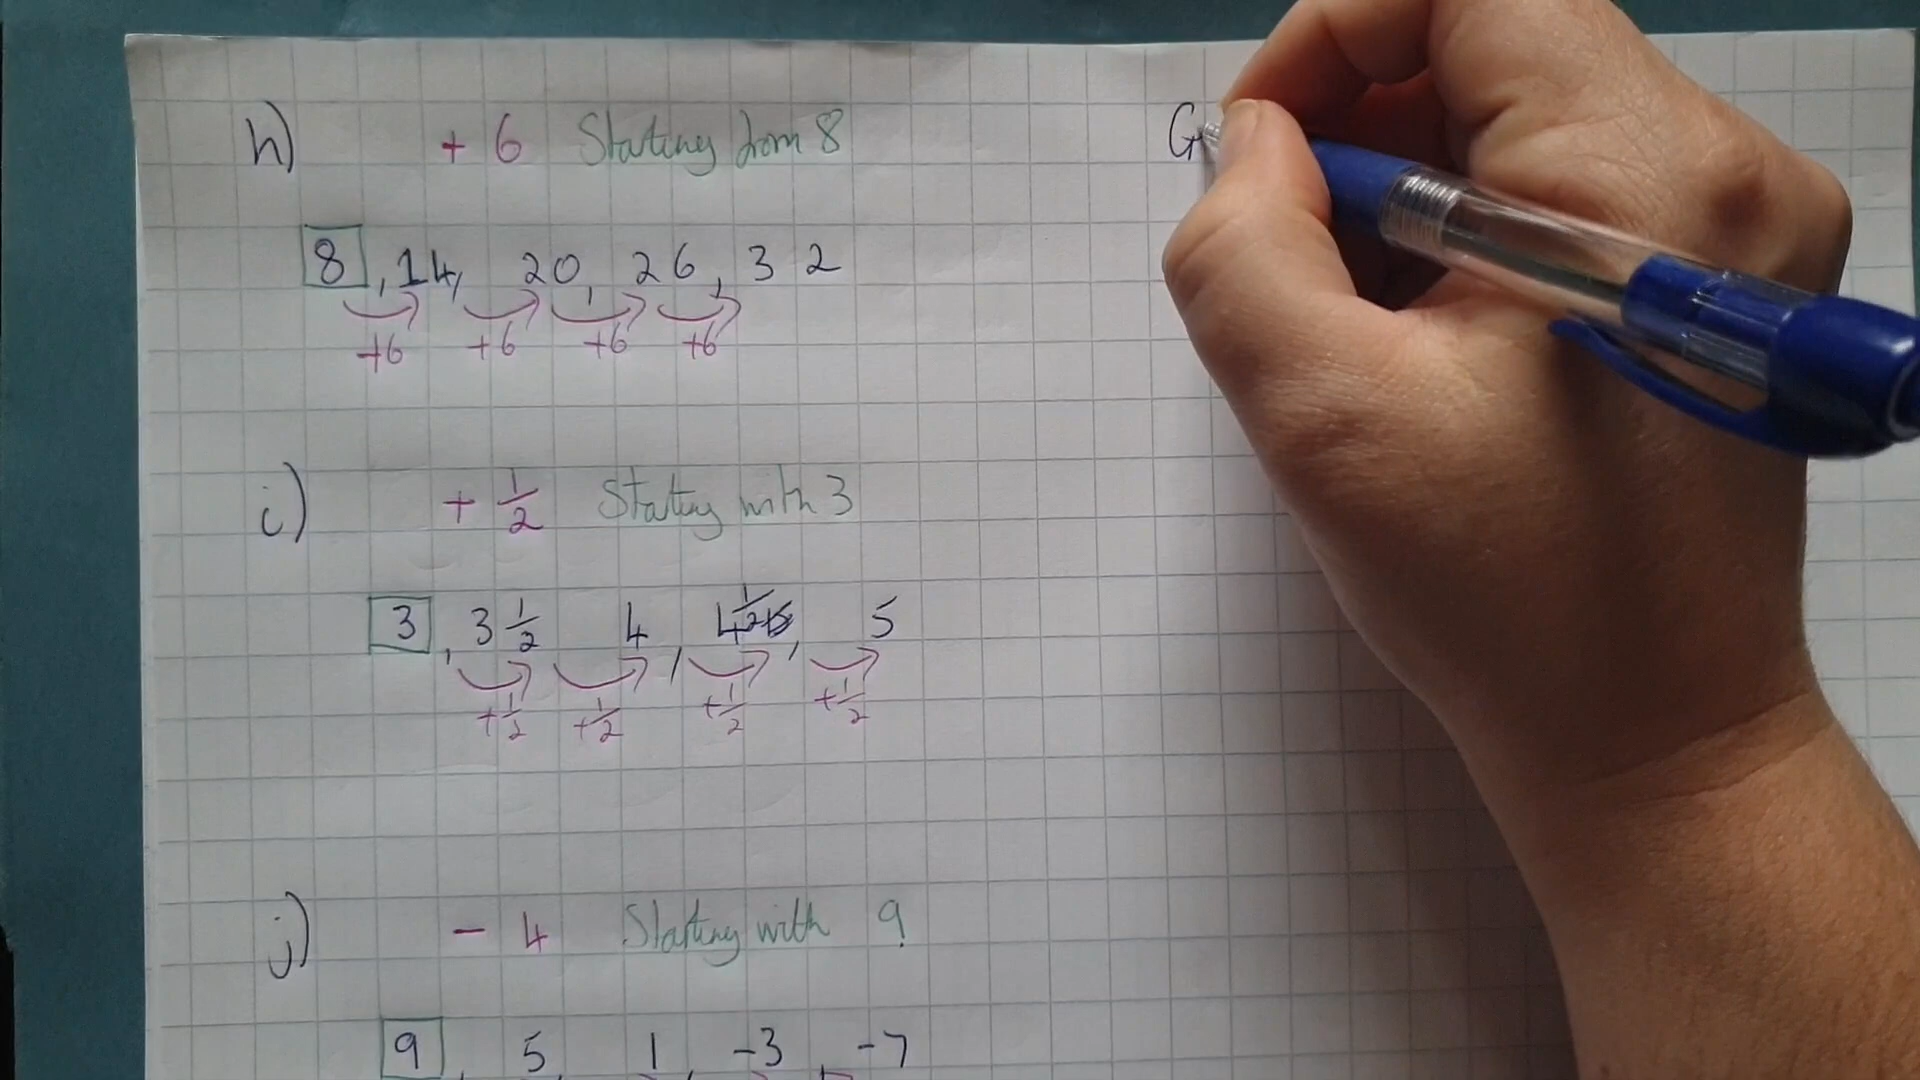 h) + 6 Starting from 8
8, 14, 20, 26, 32
+6 +6 +6 +6
i) + 1/2 Starting with 3
3, 3 1/2 4, 4 1/2, 5
+1/2 +1/2 +1/2 +1/2
j) - 4 Starting with 9
9, 5, 1, -3, -7
G